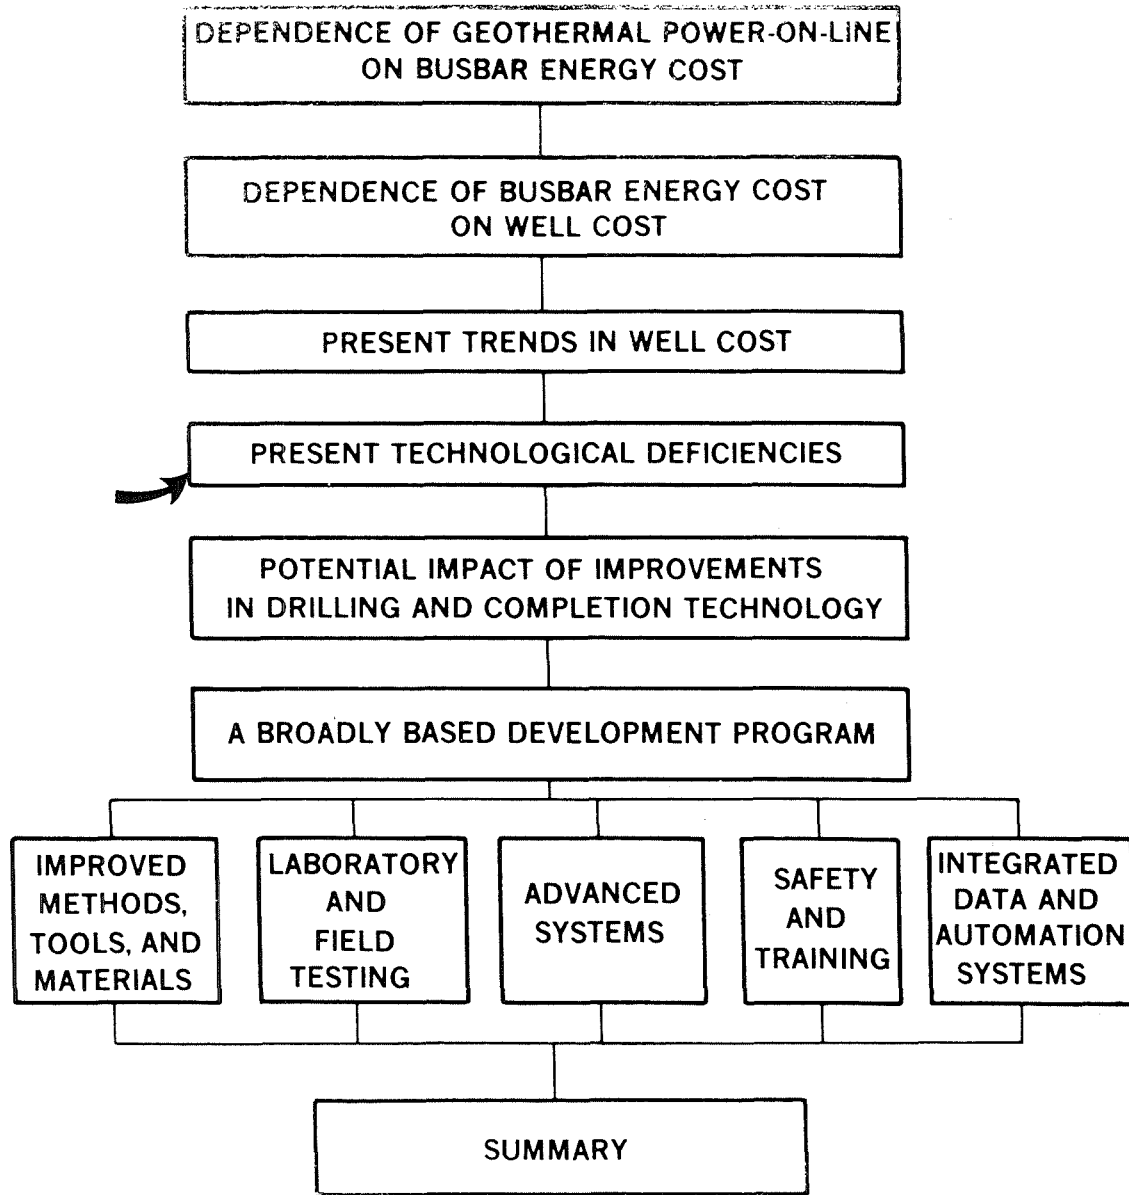 DEPENDENCE OF GEOTHERMAL POWER-ON-LINE
ON BUSBAR ENERGY COST
DEPENDENCE OF BUSBAR ENERGY COST
ON WELL COST
PRESENT TRENDS IN WELL COST
PRESENT TECHNOLOGICAL DEFICIENCIES
POTENTIAL IMPACT OF IMPROVEMENTS
IN DRILLING AND COMPLETION TECHNOLOGY
A BROADLY BASED DEVELOPMENT PROGRAM
IMPROVED
METHODS,
TOOLS, AND
MATERIALS
LABORATORY
AND
FIELD
TESTING
ADVANCED
SYSTEMS
SAFETY
AND
TRAINING
INTEGRATED
DATA AND
AUTOMATION
SYSTEMS
SUMMARY